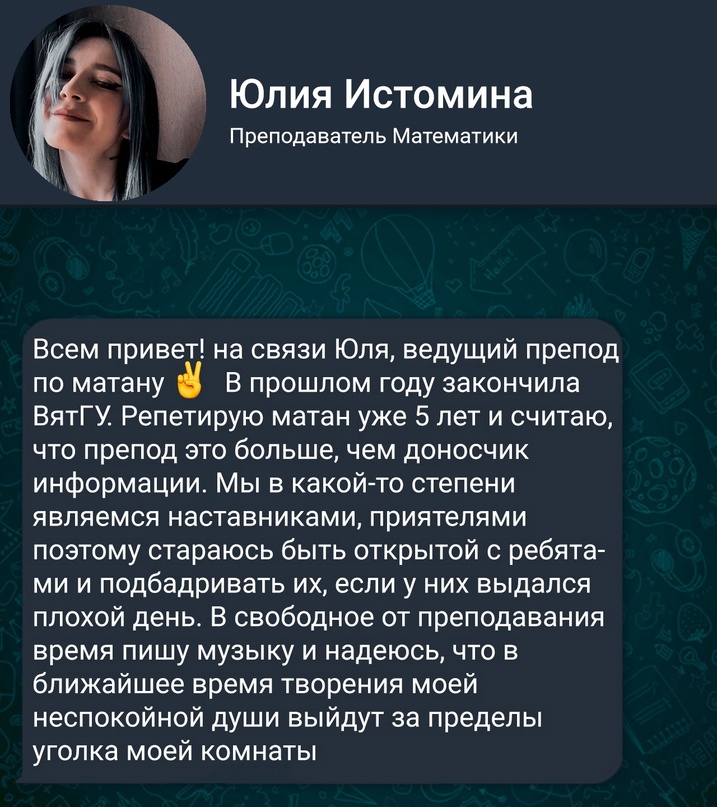 Юлия Истомина
Преподаватель Математики
Всем привет! на связи Юля, ведущий препод
по матану ✌️ В прошлом году закончила
ВятГУ. Репетирую матан уже 5 лет и считаю,
что препод это больше, чем доносчик
информации. Мы в какой-то степени
являемся наставниками, приятелями
поэтому стараюсь быть открытой с ребята-
ми и подбадривать их, если у них выдался
плохой день. В свободное от преподавания
время пишу музыку и надеюсь, что в
ближайшее время творения моей
неспокойной души выйдут за пределы
уголка моей комнаты